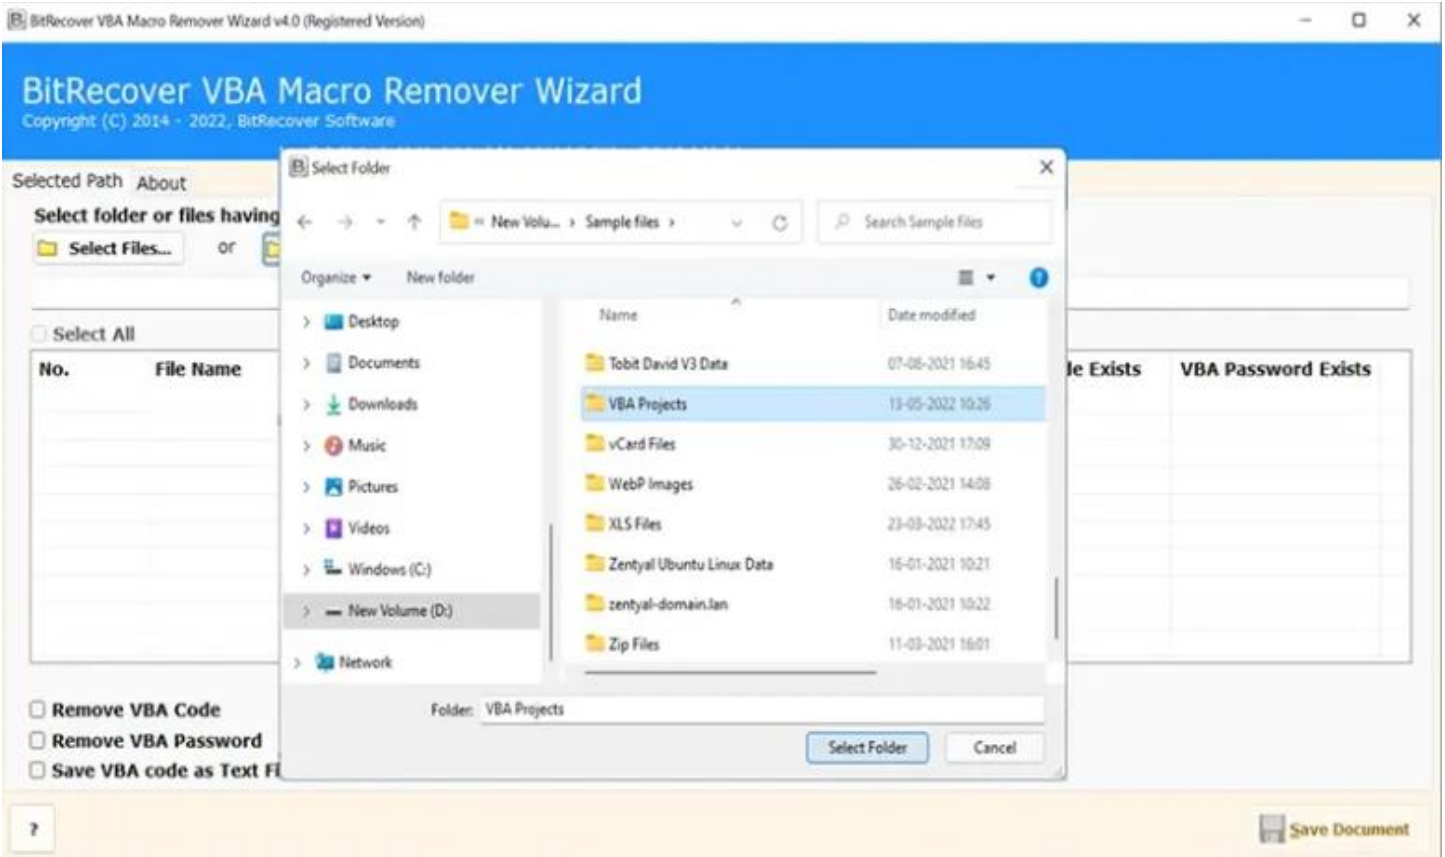 BitRecover VBA Macro Remover Wizard v4.0 (Registered Version)
BitRecover VBA Macro Remover Wizard
Copyright (C) 2014 - 2022, BitRecover Software
Selected Path About
Select folder or files having
Select Files... or
Select All
No. File Name le Exists VBA Password Exists
Select Folder
« New Volu... › Sample files ›
Search Sample files
Organize New folder ?
Desktop
Documents
Downloads
Music
Pictures
Videos
Windows (C:)
New Volume (D:)
Network
Name Date modified
Tobit David V3 Data 07-08-2021 16:45
VBA Projects 13-05-2022 10:26
vCard Files 30-12-2021 17:09
WebP Images 26-02-2021 14:08
XLS Files 23-03-2022 17:45
Zentyal Ubuntu Linux Data 16-01-2021 10:21
zentyal-domain.lan 16-01-2021 10:22
Zip Files 11-03-2021 16:01
Folder: VBA Projects
Select Folder Cancel
Remove VBA Code
Remove VBA Password
Save VBA code as Text Fi
? Save Document